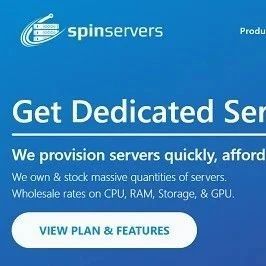 spinservers
Produ
Get Dedicated Ser
We provision servers quickly, afford
We own & stock massive quantities of servers.
Wholesale rates on CPU, RAM, Storage, & GPU.
VIEW PLAN & FEATURES